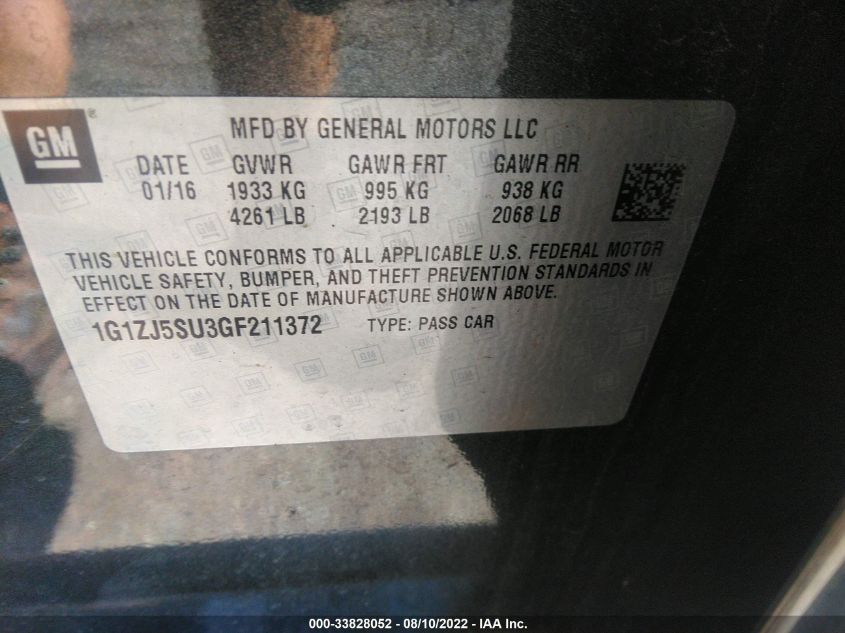 GM®
MFD BY GENERAL MOTORS LLC
DATE GVWR GAWR FRT GAWR RR
01/16 1933 KG 995 KG 938 KG
4261 LB 2193 LB 2068 LB
THIS VEHICLE CONFORMS TO ALL APPLICABLE U.S. FEDERAL MOTOR
VEHICLE SAFETY, BUMPER, AND THEFT PREVENTION STANDARDS IN
EFFECT ON THE DATE OF MANUFACTURE SHOWN ABOVE.
1G1ZJ5SU3GF211372 TYPE: PASS CAR
000-33828052 - 08/10/2022 - IAA Inc.